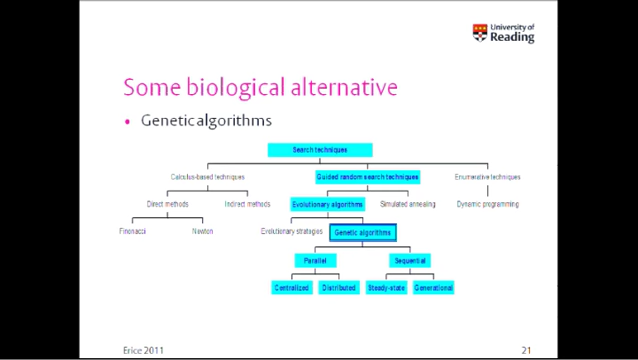 University of
Reading
Some biological alternative
• Genetic algorithms
Search techniques
Calculus-based techniques
Guided random search techniques
Enumerative techniques
Direct methods
Indirect methods
Evolutionary algorithms
Simulated annealing
Dynamic programming
Finonacci
Newton
Evolutionary strategies
Genetic algorithms
Parallel
Sequential
Centralized
Distributed
Steady-state
Generational
Erice 2011
21